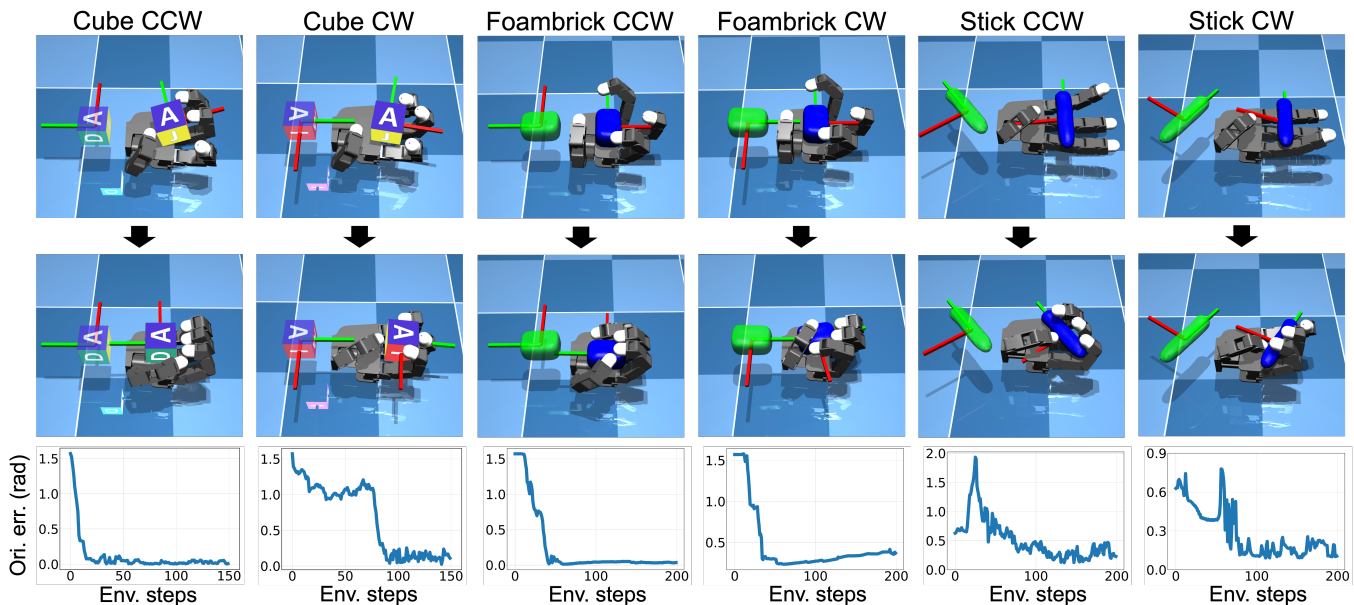 Cube CCW Cube CW Foambrick CCW Foambrick CW Stick CCW Stick CW
A A A A
D J J J
A A A A
D D J J
Ori. err. (rad)
1.5 1.5 1.5 1.5 2.0 0.9
1.0 1.0 1.0 1.0 1.5 0.6
0.5 0.5 0.5 0.5 1.0 0.3
0.0 0.0 0.0 0.5 0.0
0.0
0 50 100 150 0 50 100 150 0 100 200 0 100 200 0 100 200 0 100 200
Env. steps Env. steps Env. steps Env. steps Env. steps Env. steps